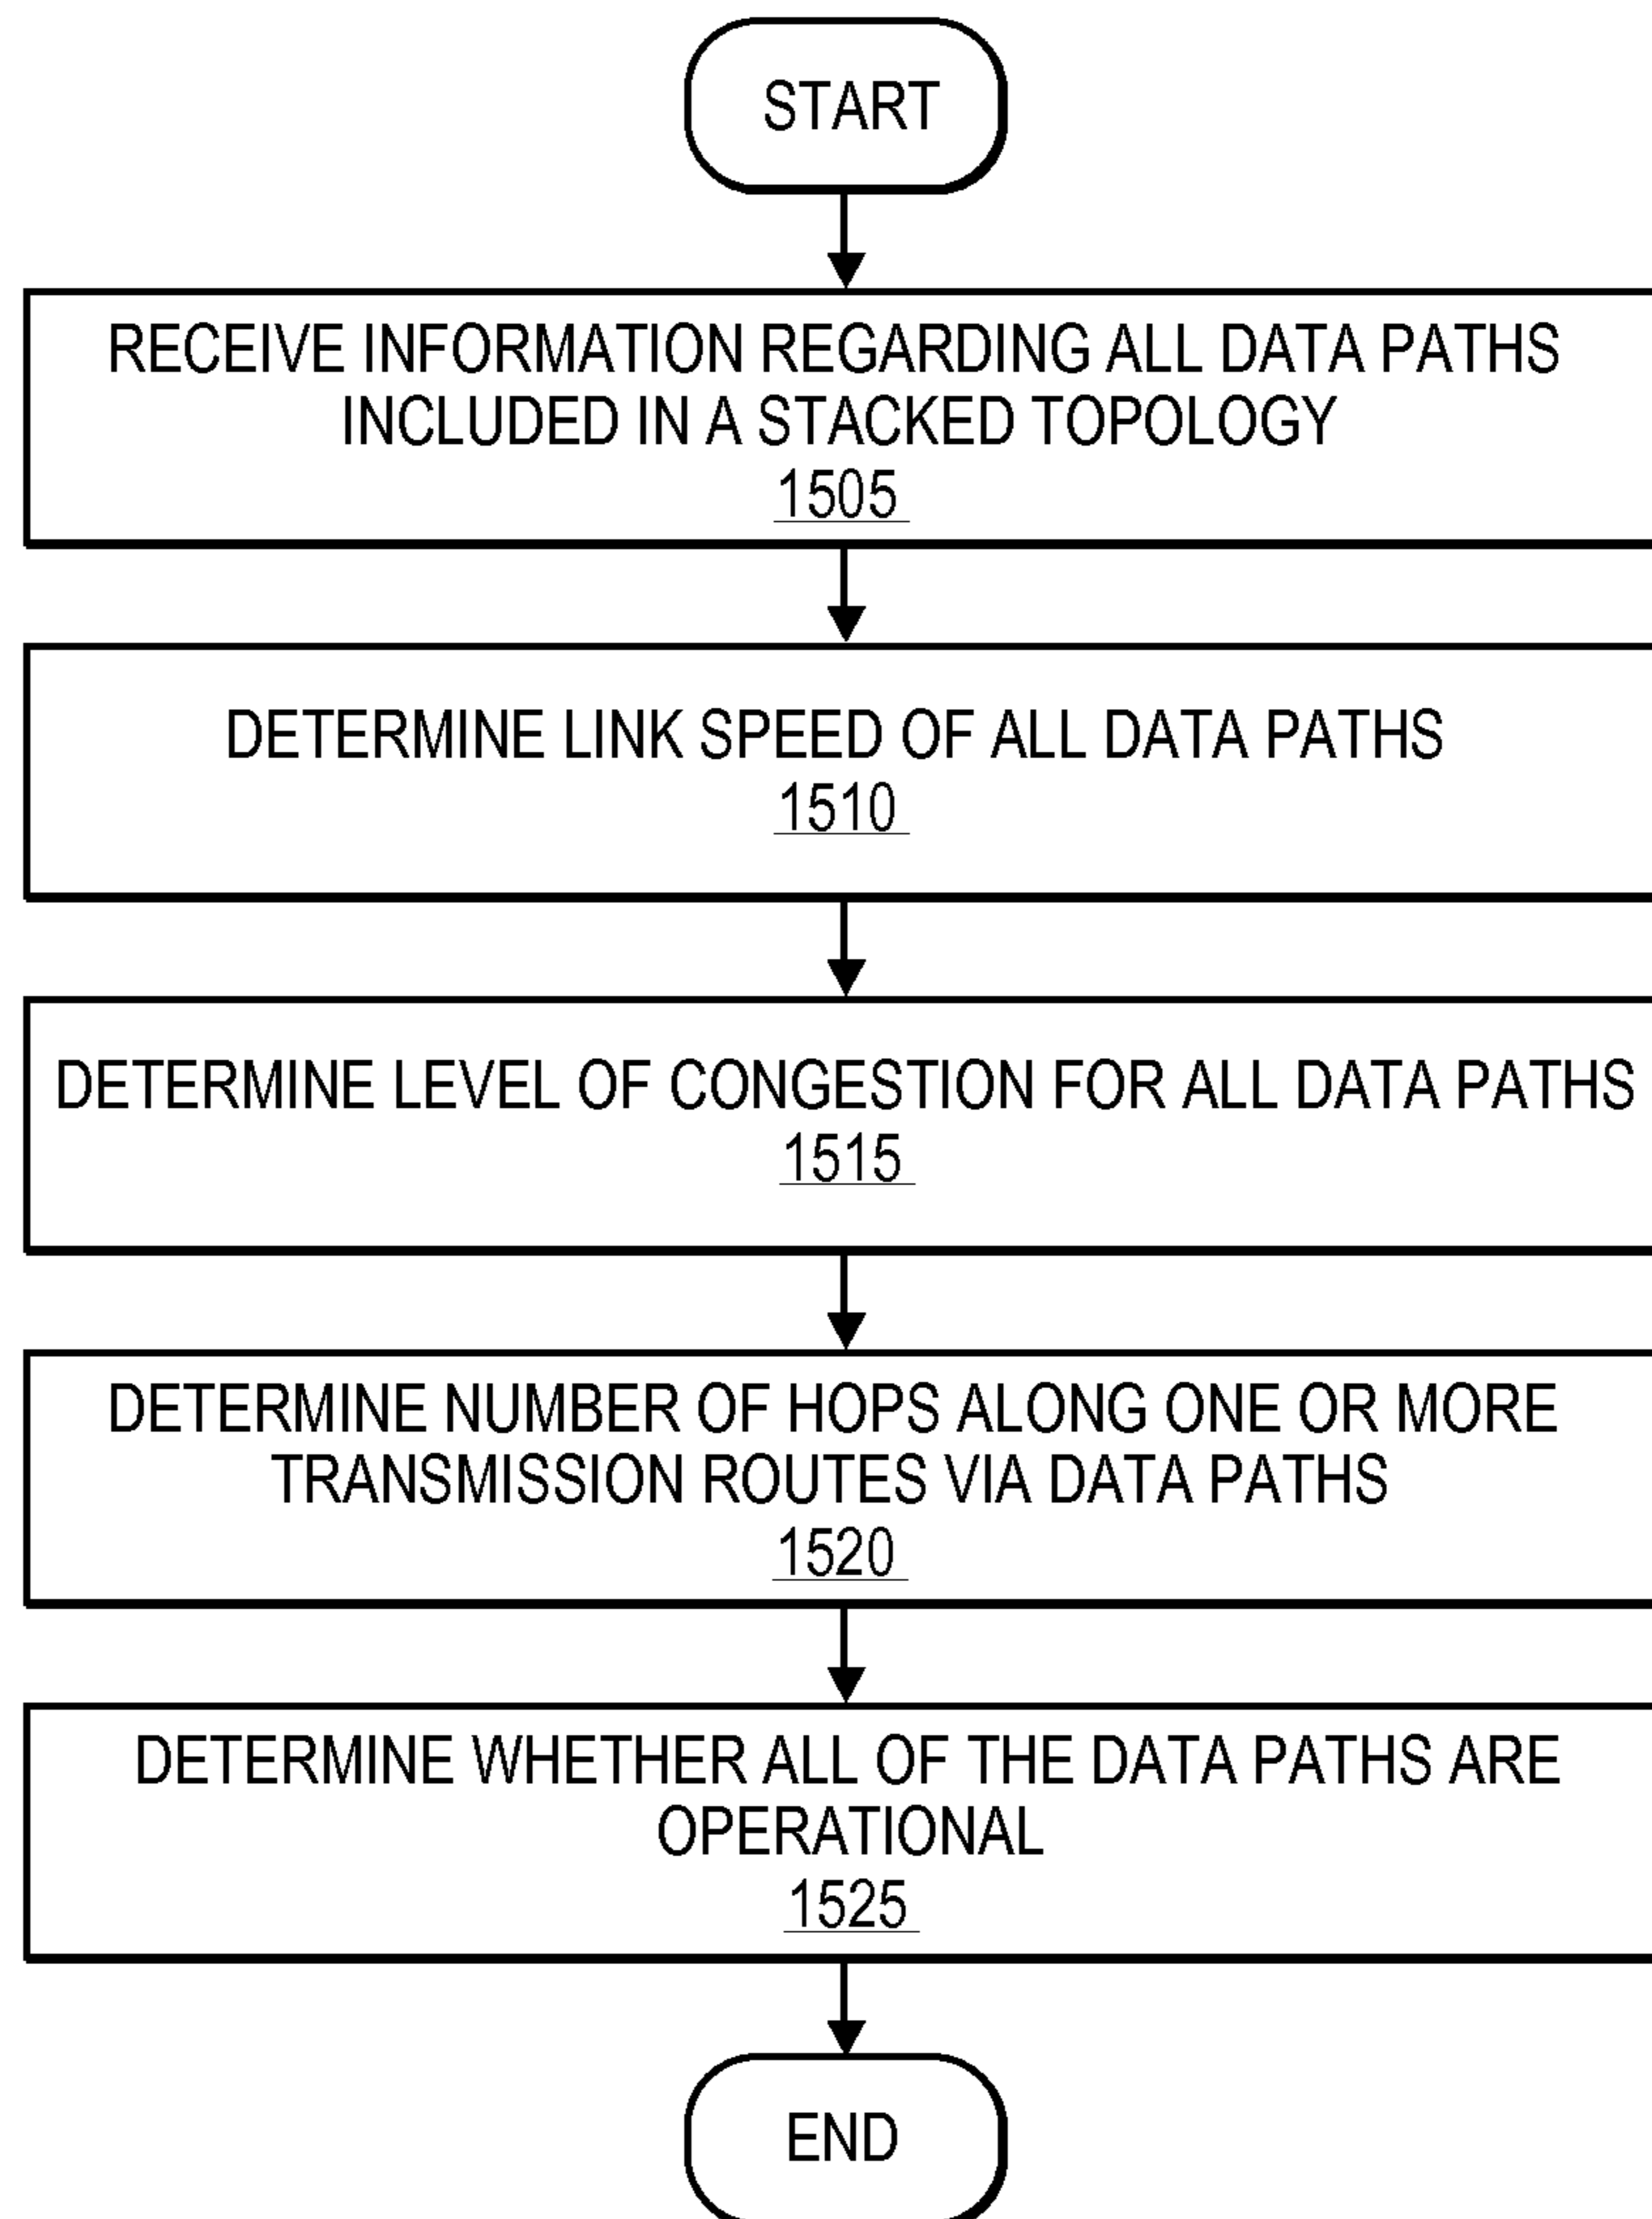 START
RECEIVE INFORMATION REGARDING ALL DATA PATHS
INCLUDED IN A STACKED TOPOLOGY
1505
DETERMINE LINK SPEED OF ALL DATA PATHS
1510
DETERMINE LEVEL OF CONGESTION FOR ALL DATA PATHS
1515
DETERMINE NUMBER OF HOPS ALONG ONE OR MORE
TRANSMISSION ROUTES VIA DATA PATHS
1520
DETERMINE WHETHER ALL OF THE DATA PATHS ARE
OPERATIONAL
1525
END